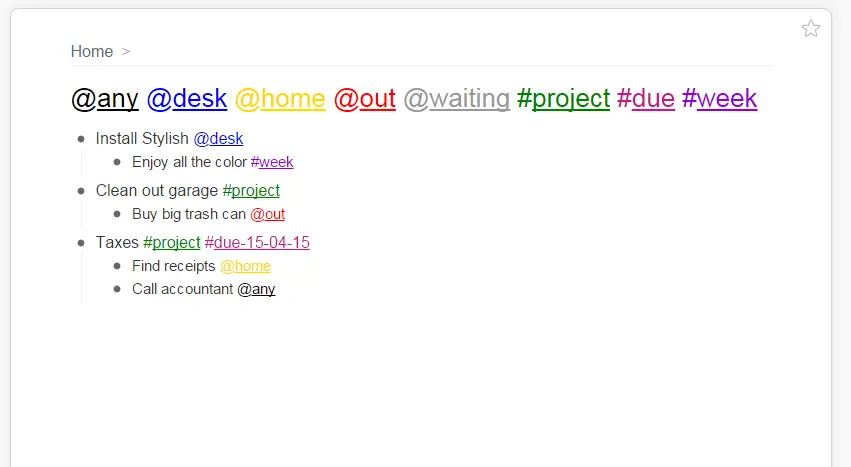 Home >
@any @desk @home @out @waiting #project #due #week
Install Stylish @desk
Enjoy all the color #week
Clean out garage #project
Buy big trash can @out
Taxes #project #due-15-04-15
Find receipts @home
Call accountant @any